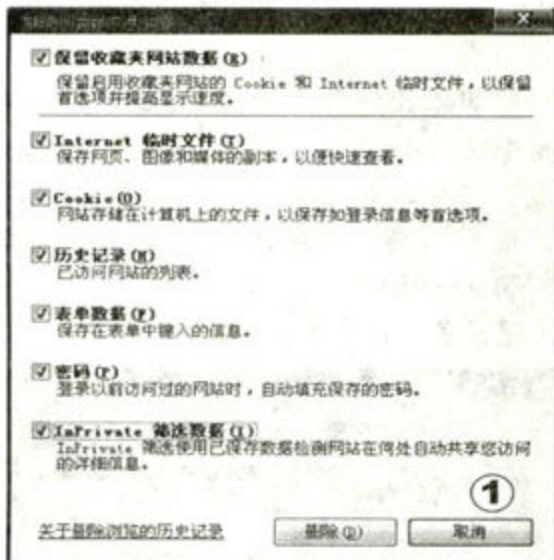 保留收藏夹网站数据(R)
保留启用收藏夹网站的 Cookie 和 Internet 临时文件，以保留
首选项并提高显示速度。
Internet 临时文件(T)
保存网页、图像和媒体的副本，以便快速查看。
Cookie(O)
网站存储在计算机上的文件，以保存如登录信息等首选项。
历史记录(H)
已访问网站的列表。
表单数据(F)
保存在表单中键入的信息。
密码(P)
登录以前访问过的网站时，自动填充保存的密码。
InPrivate 筛选数据(I)
InPrivate 筛选使用已保存数据检测网站在何处自动共享您访问
的详细信息。
①
关于删除浏览的历史记录
删除(D)
取消